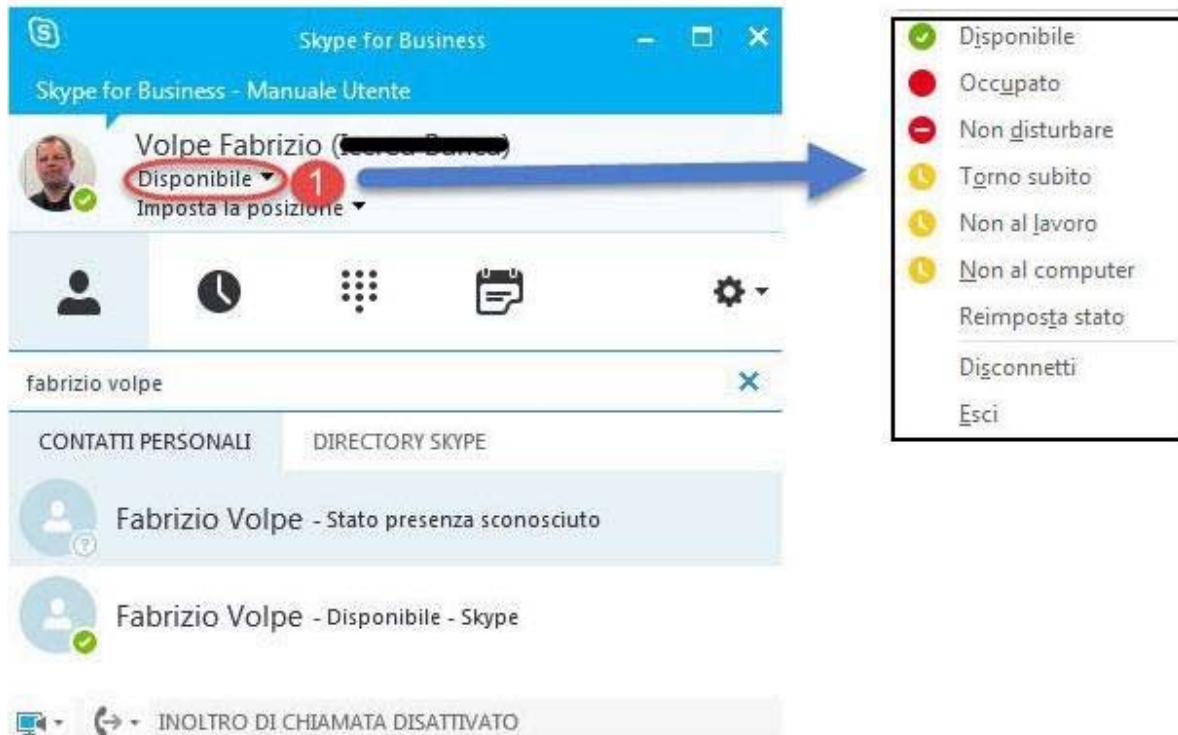 Skype for Business
Skype for Business - Manuale Utente
Volpe Fabrizio (
Disponibile
1
Imposta la posizione
fabrizio volpe
CONTATTI PERSONALI DIRECTORY SKYPE
Fabrizio Volpe - Stato presenza sconosciuto
Fabrizio Volpe - Disponibile - Skype
INOLTRO DI CHIAMATA DISATTIVATO
Disponibile
Occupato
Non disturbare
Torno subito
Non al lavoro
Non al computer
Reimposta stato
Disconnetti
Esci